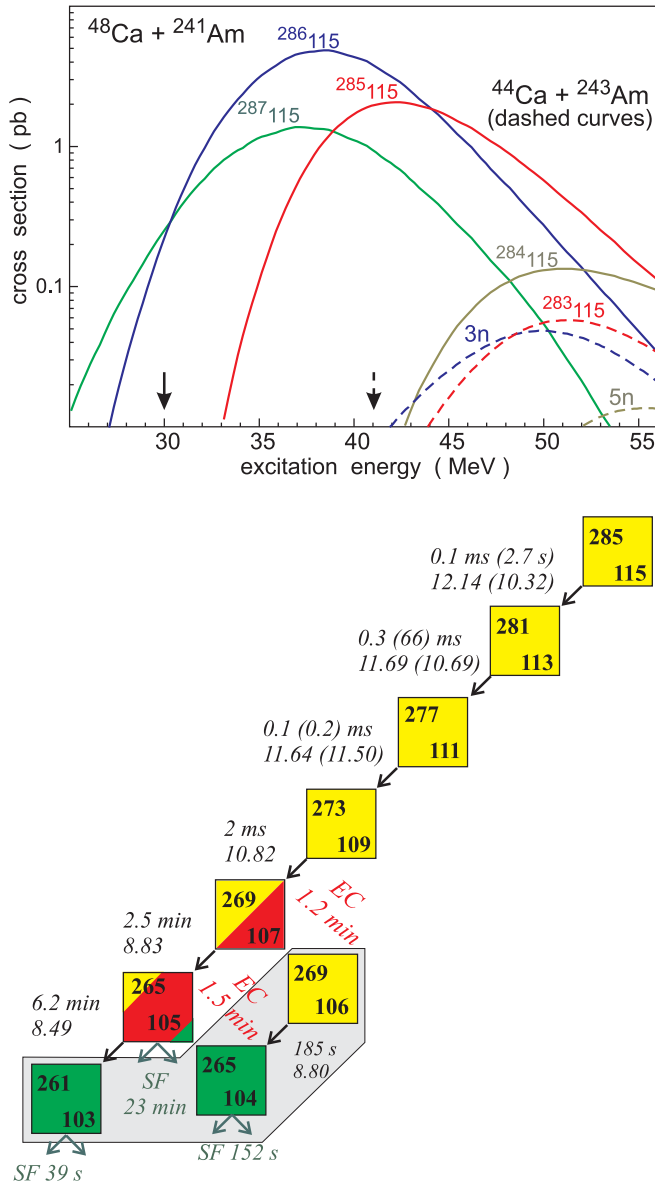 48Ca + 241Am
286115
285115
287115
44Ca + 243Am
(dashed curves)
284115
283115
3n
5n
cross section ( pb )
1
0.1
30
35
40
45
50
55
excitation energy ( MeV )
0.1 ms (2.7 s)
12.14 (10.32)
285
115
0.3 (66) ms
11.69 (10.69)
281
113
0.1 (0.2) ms
11.64 (11.50)
277
111
2 ms
10.82
273
109
EC
1.2 min
2.5 min
8.83
269
107
EC
1.5 min
6.2 min
8.49
265
105
269
106
185 s
8.80
SF
23 min
261
103
265
104
SF 39 s
SF 152 s